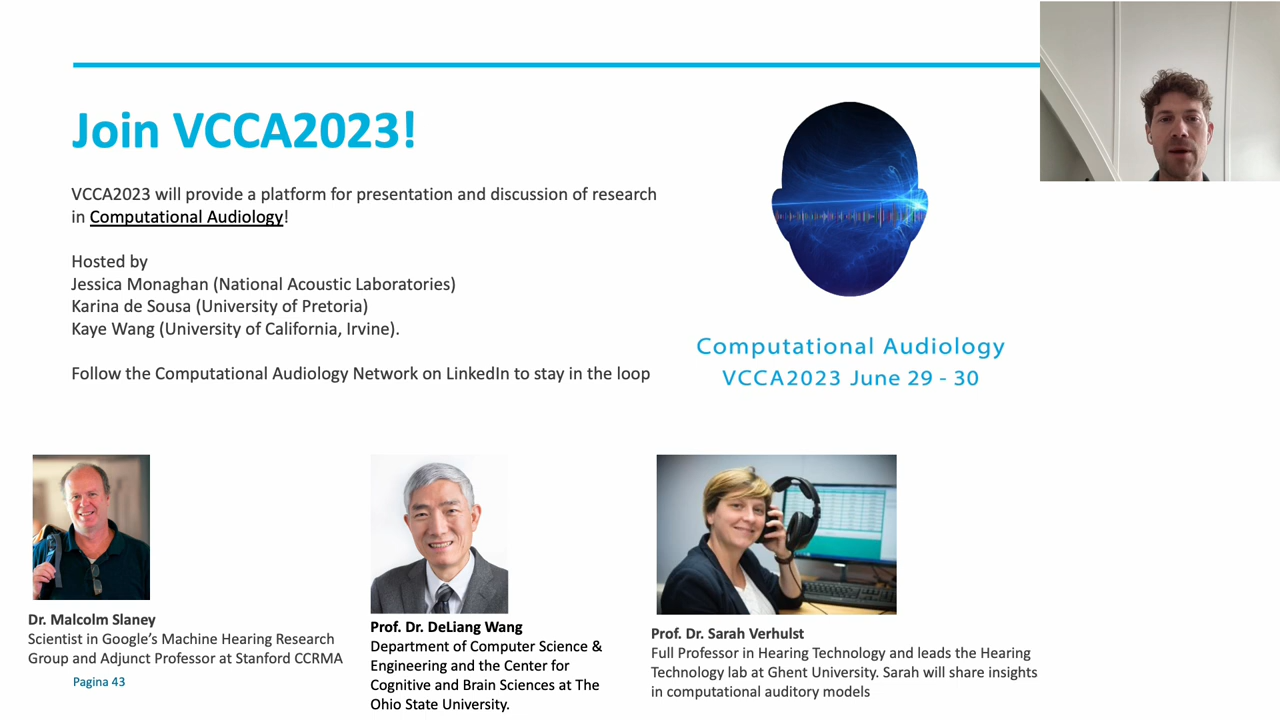 Join VCCA2023!
VCCA2023 will provide a platform for presentation and discussion of research
in Computational Audiology!
Hosted by
Jessica Monaghan (National Acoustic Laboratories)
Karina de Sousa (University of Pretoria)
Kaye Wang (University of California, Irvine).
Follow the Computational Audiology Network on LinkedIn to stay in the loop
Computational Audiology
VCCA2023 June 29 - 30
Dr. Malcolm Slaney
Scientist in Google's Machine Hearing Research
Group and Adjunct Professor at Stanford CCRMA
Prof. Dr. DeLiang Wang
Department of Computer Science &
Engineering and the Center for
Cognitive and Brain Sciences at The
Ohio State University.
Prof. Dr. Sarah Verhulst
Full Professor in Hearing Technology and leads the Hearing
Technology lab at Ghent University. Sarah will share insights
in computational auditory models
Pagina 43